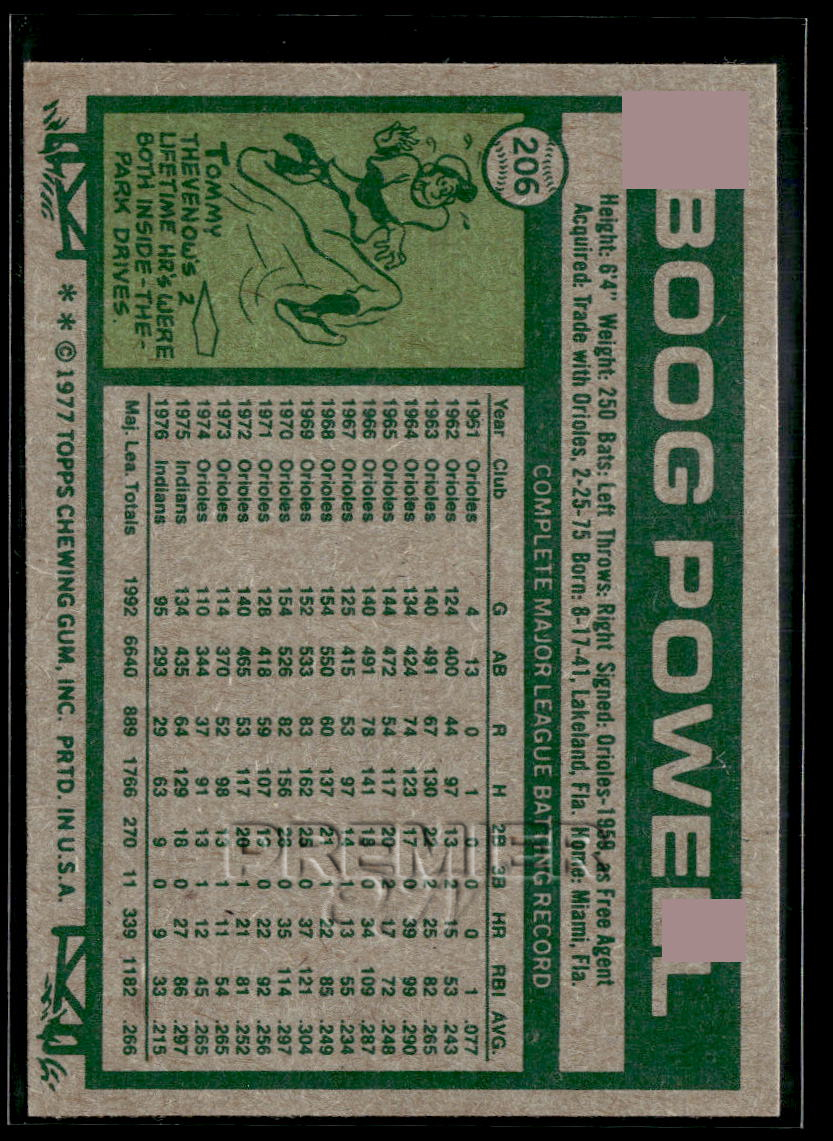 BOOG POWELL
Height: 6'4" Weight: 250 Bats: Left Throws: Right Signed: Orioles-1959, as Free Agent
Acquired: Trade with Orioles, 2-25-75 Born: 8-17-41, Lakeland, Fla. Home: Miami, Fla.
206
COMPLETE MAJOR LEAGUE BATTING RECORD
Year Club G AB R H 2B 3B HR RBI AVG.
1961 Orioles 4 13 0 1 0 0 0 1 .077
1962 Orioles 124 400 44 97 13 2 15 53 .243
1963 Orioles 140 491 67 130 22 2 25 82 .265
1964 Orioles 134 424 74 123 17 0 39 99 .290
1965 Orioles 144 472 54 117 20 2 17 72 .248
1966 Orioles 140 491 78 141 18 0 34 109 .287
1967 Orioles 125 415 53 97 14 1 13 55 .234
1968 Orioles 154 550 60 137 21 1 22 85 .249
1969 Orioles 152 533 83 162 25 0 37 121 .304
1970 Orioles 154 526 82 156 28 0 35 114 .297
1971 Orioles 128 418 59 107 19 0 22 92 .256
1972 Orioles 140 465 53 117 20 1 21 81 .252
1973 Orioles 114 370 52 98 13 1 11 54 .265
1974 Orioles 110 344 37 91 13 1 12 45 .265
1975 Indians 134 435 64 129 18 0 27 86 .297
1976 Indians 95 293 29 63 9 0 9 33 .215
Maj. Lea. Totals 1992 6640 889 1766 270 11 339 1182 .266
TOMMY
THEVENOW'S 2
LIFETIME HR'S WERE
BOTH INSIDE-THE-
PARK DRIVES.
* * © 1977 TOPPS CHEWING GUM, INC. PRTD. IN U.S.A.